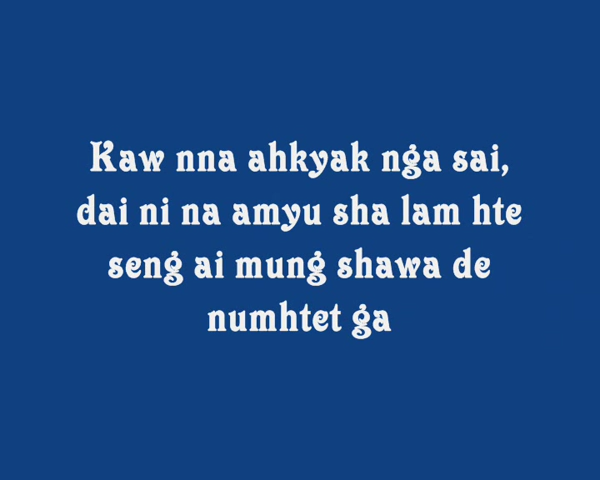 Kaw nna ahkyak nga sai,
dai ni na amyu sha lam hte
seng ai mung shawa de
numhtet ga